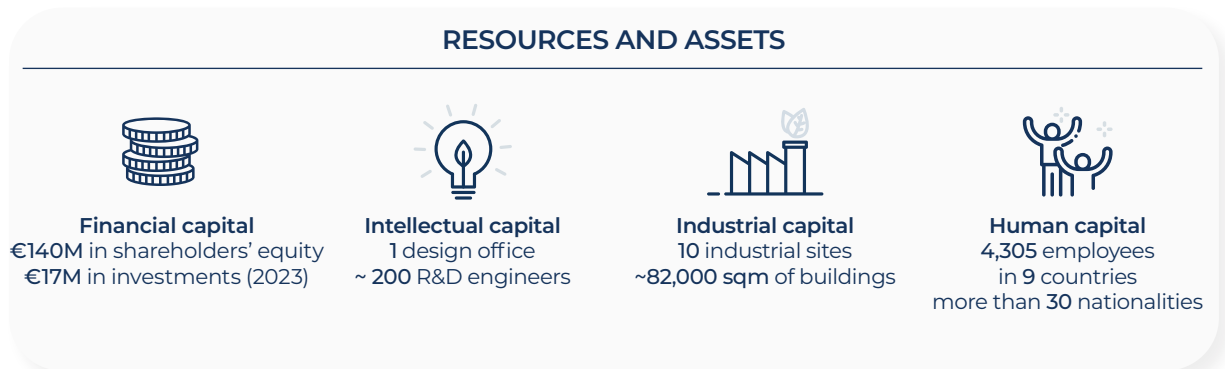 RESOURCES AND ASSETS
Financial capital
€140M in shareholders’ equity
€17M in investments (2023)
Intellectual capital
1 design office
~ 200 R&D engineers
Industrial capital
10 industrial sites
~82,000 sqm of buildings
Human capital
4,305 employees
in 9 countries
more than 30 nationalities